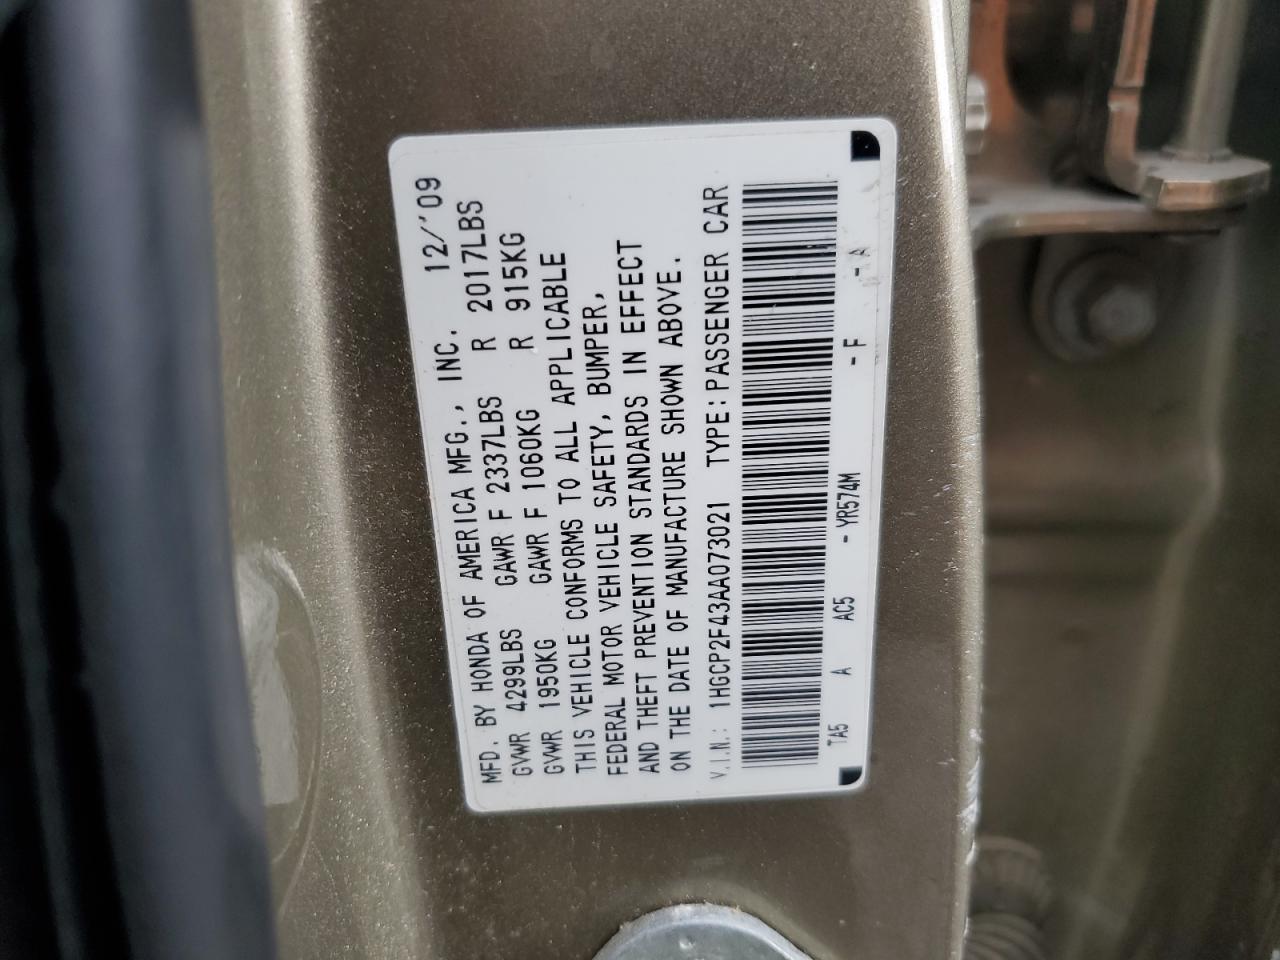 MFD. BY HONDA OF AMERICA MFG., INC. 12/'09
GVWR 4299LBS GAWR F 2337LBS R 2017LBS
GVWR 1950KG GAWR F 1060KG R 915KG
THIS VEHICLE CONFORMS TO ALL APPLICABLE
FEDERAL MOTOR VEHICLE SAFETY, BUMPER,
AND THEFT PREVENTION STANDARDS IN EFFECT
ON THE DATE OF MANUFACTURE SHOWN ABOVE.
V.I.N.: 1HGCP2F43AA073021 TYPE:PASSENGER CAR
TA5 A AC5 - YR574M - F - A